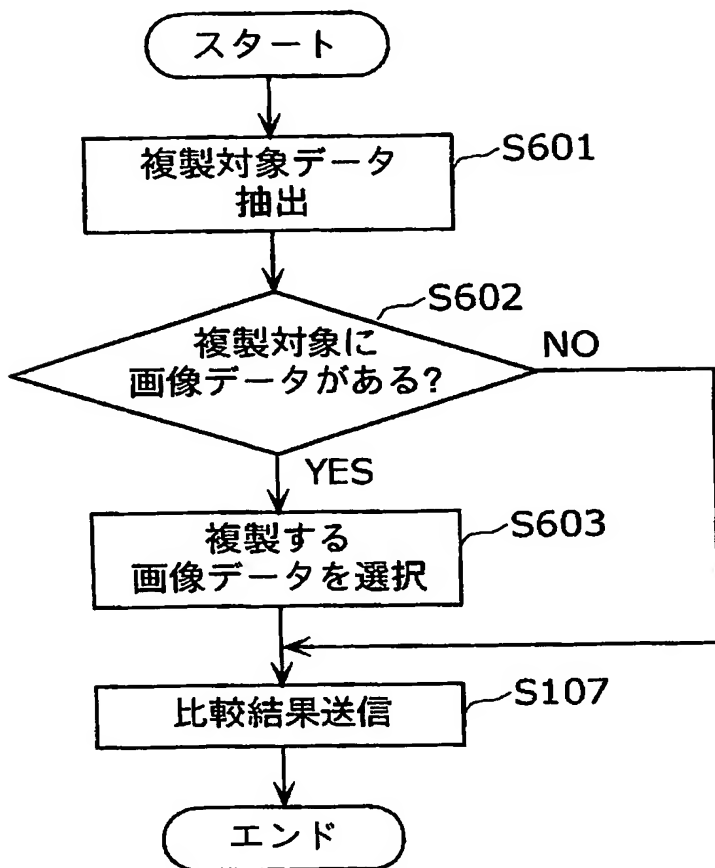 スタート
複製対象データ
抽出
S601
S602
複製対象に
画像データがある?
NO
YES
複製する
画像データを選択
S603
比較結果送信
S107
エンド